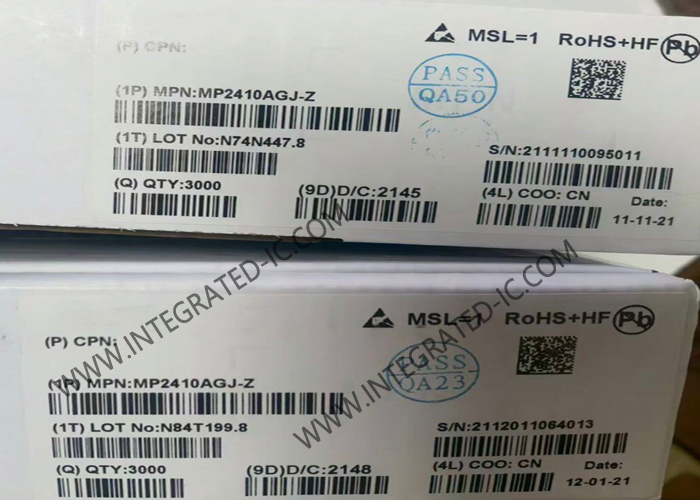 (P) CPN:
MSL=1 RoHS+HF Pb
PASS
QA50
(1P) MPN:MP2410AGJ-Z
(1T) LOT No:N74N447.8
S/N:2111110095011
(Q) QTY:3000
(9D)D/C:2145
(4L) COO: CN
Date:
11-11-21
WWW.INTEGRATED-IC.COM
WWW.INTEGRATED-IC.COM
(P) CPN:
MSL=1 RoHS+HF Pb
PASS
QA23
(1P) MPN:MP2410AGJ-Z
(1T) LOT No:N84T199.8
S/N:2112011064013
(Q) QTY:3000
(9D)D/C:2148
(4L) COO: CN
Date:
12-01-21